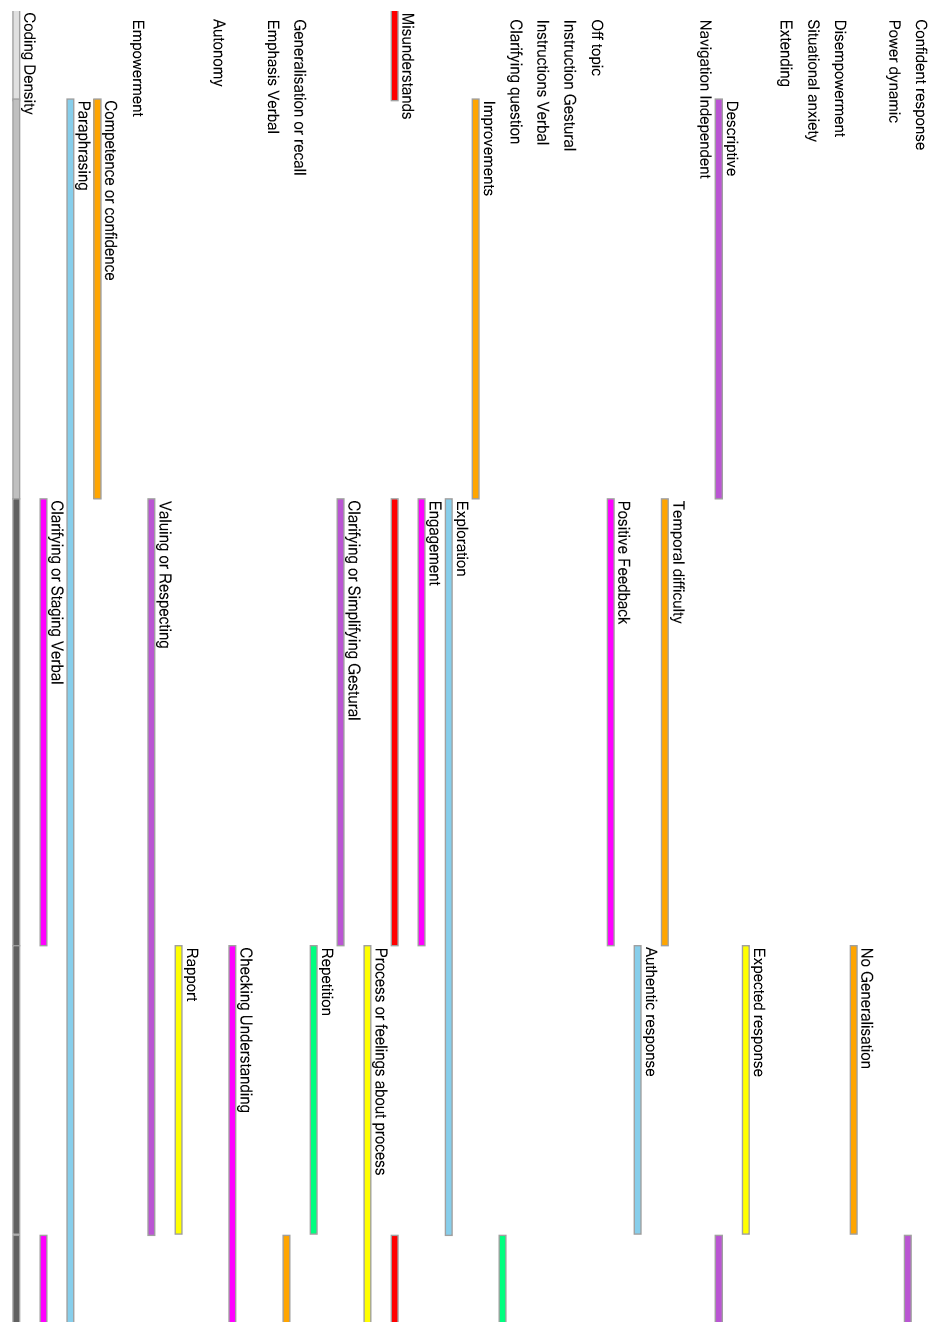 Confident response
Power dynamic
No Generalisation
Disempowerment
Situational anxiety
Extending
Expected response
Descriptive
Navigation Independent
Temporal difficulty
Authentic response
Positive Feedback
Off topic
Instruction Gestural
Instructions Verbal
Clarifying question
Improvements
Exploration
Engagement
Misunderstands
Process or feelings about process
Clarifying or Simplifying Gestural
Repetition
Generalisation or recall
Emphasis Verbal
Checking Understanding
Autonomy
Rapport
Valuing or Respecting
Empowerment
Competence or confidence
Paraphrasing
Clarifying or Staging Verbal
Coding Density